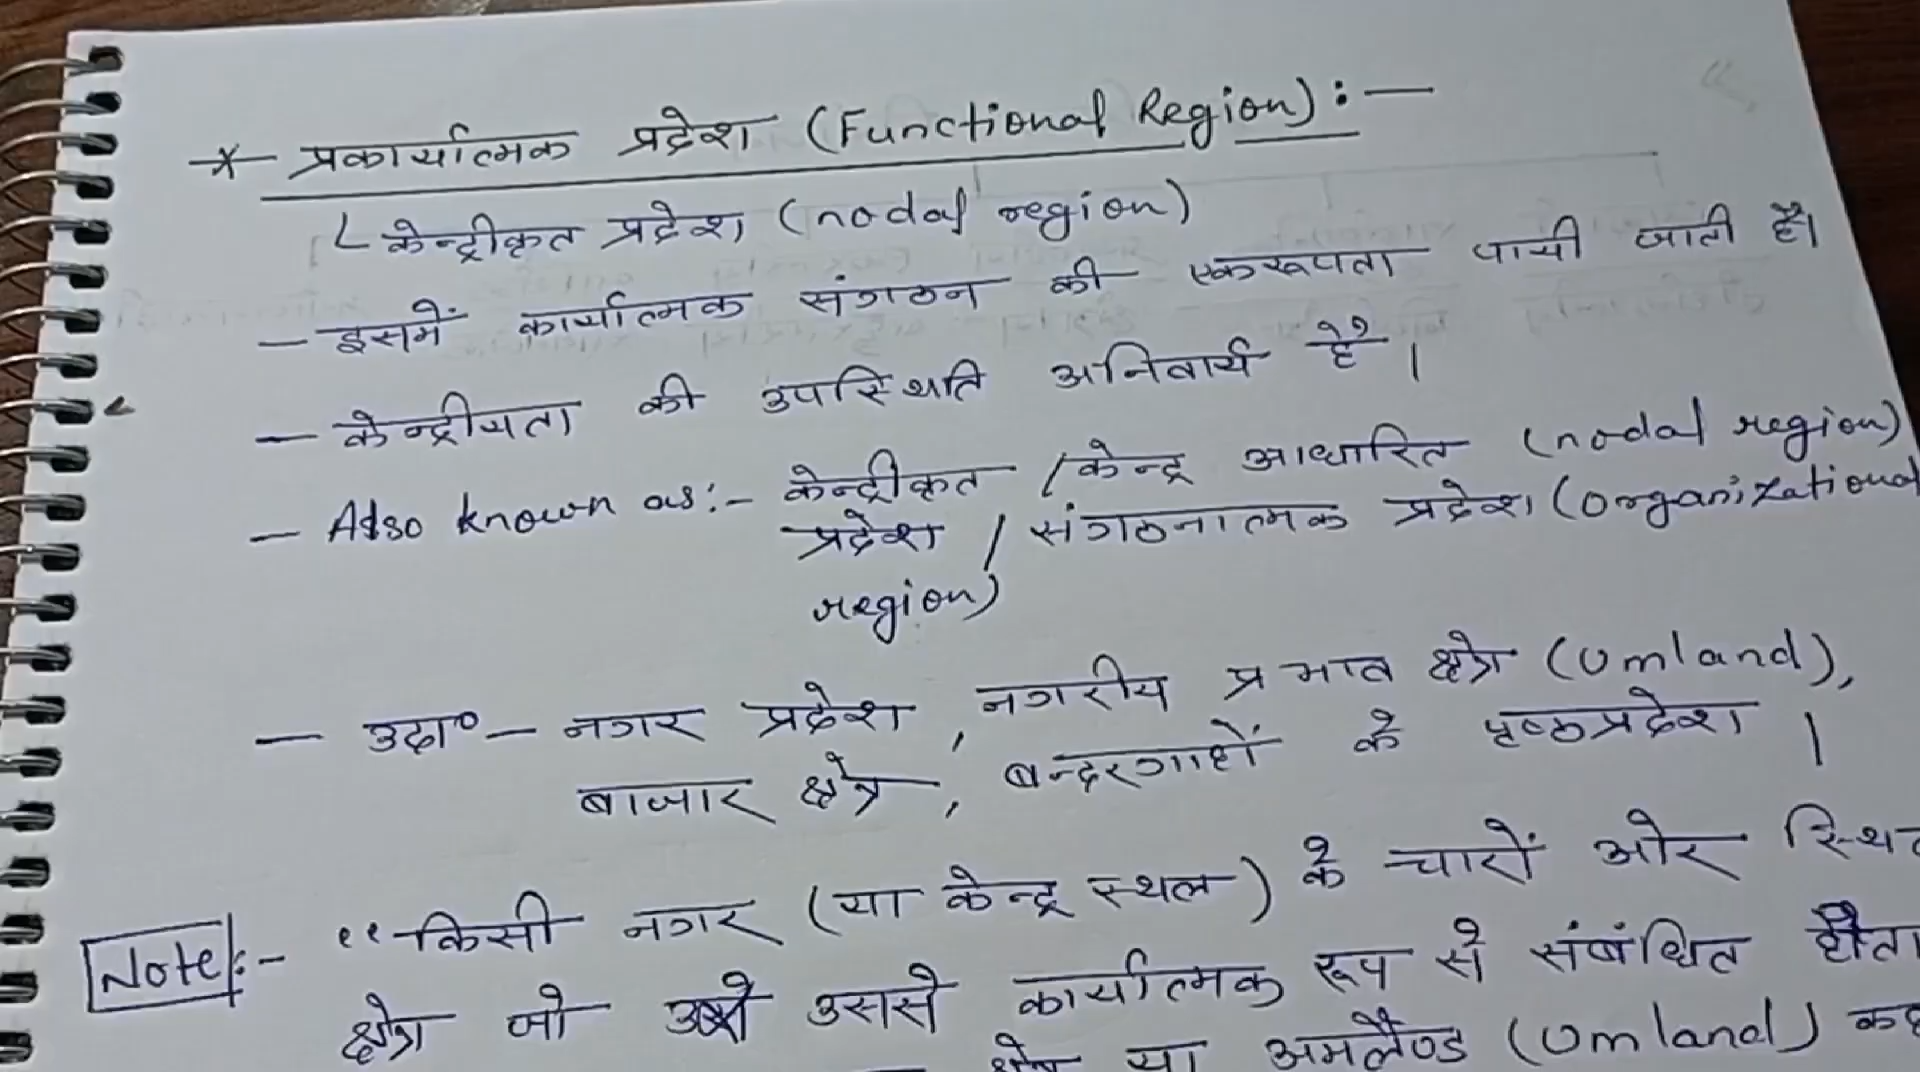 * प्रकार्यात्मक प्रदेश (Functional Region) : —
केन्द्रीकृत प्रदेश (nodal region)
— इसमें कार्यात्मक संगठन की एकरूपता पायी जाती है।
— केन्द्रीयता की उपस्थिति अनिवार्य है।
— Also known as:- केन्द्रीकृत / केन्द्र आधारित (nodal region)
प्रदेश / संगठनात्मक प्रदेश (Organizational
region)
— उदा० — नगर प्रदेश, नगरीय प्रभाव क्षेत्र (Umland),
बाजार क्षेत्र, बन्दरगाहों के पृष्ठप्रदेश।
Note:- "किसी नगर (या केन्द्र स्थल) के चारों ओर स्थित
क्षेत्र जो उससे कार्यात्मक रूप से संबंधित होता
क्षेत्र या अमलैण्ड (Umland) कह